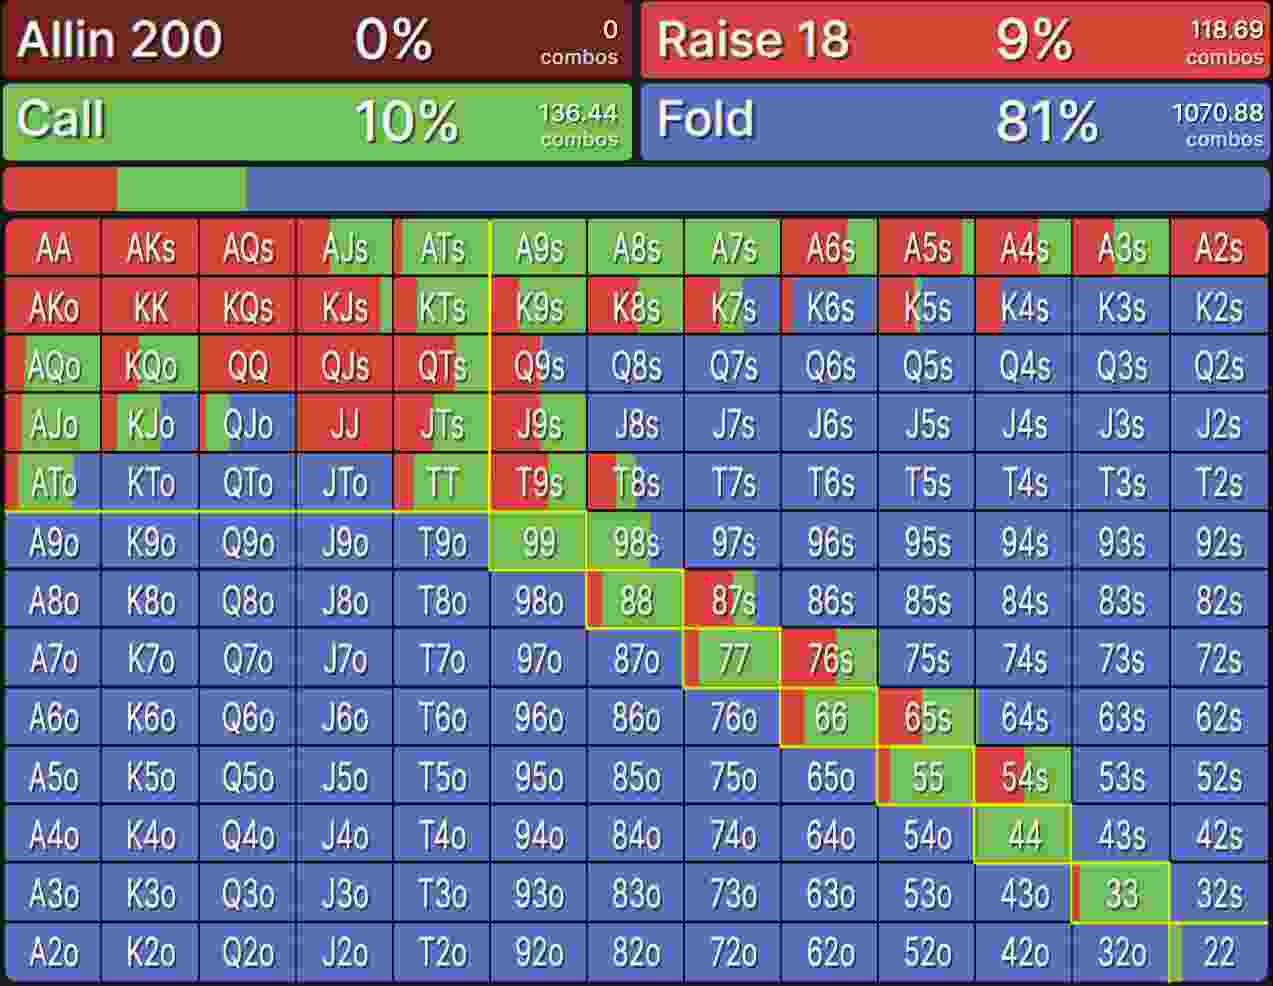 Allin 200 0% 0 combos Raise 18 9% 118.69 combos
Call 10% 136.44 combos Fold 81% 1070.88 combos
AA AKs AQs AJs ATs A9s A8s A7s A6s A5s A4s A3s A2s
AKo KK KQs KJs KTs K9s K8s K7s K6s K5s K4s K3s K2s
AQo KQo QQ QJs QTs Q9s Q8s Q7s Q6s Q5s Q4s Q3s Q2s
AJo KJo QJo JJ JTs J9s J8s J7s J6s J5s J4s J3s J2s
ATo KTo QTo JTo TT T9s T8s T7s T6s T5s T4s T3s T2s
A9o K9o Q9o J9o T9o 99 98s 97s 96s 95s 94s 93s 92s
A8o K8o Q8o J8o T8o 98o 88 87s 86s 85s 84s 83s 82s
A7o K7o Q7o J7o T7o 97o 87o 77 76s 75s 74s 73s 72s
A6o K6o Q6o J6o T6o 96o 86o 76o 66 65s 64s 63s 62s
A5o K5o Q5o J5o T5o 95o 85o 75o 65o 55 54s 53s 52s
A4o K4o Q4o J4o T4o 94o 84o 74o 64o 54o 44 43s 42s
A3o K3o Q3o J3o T3o 93o 83o 73o 63o 53o 43o 33 32s
A2o K2o Q2o J2o T2o 92o 82o 72o 62o 52o 42o 32o 22